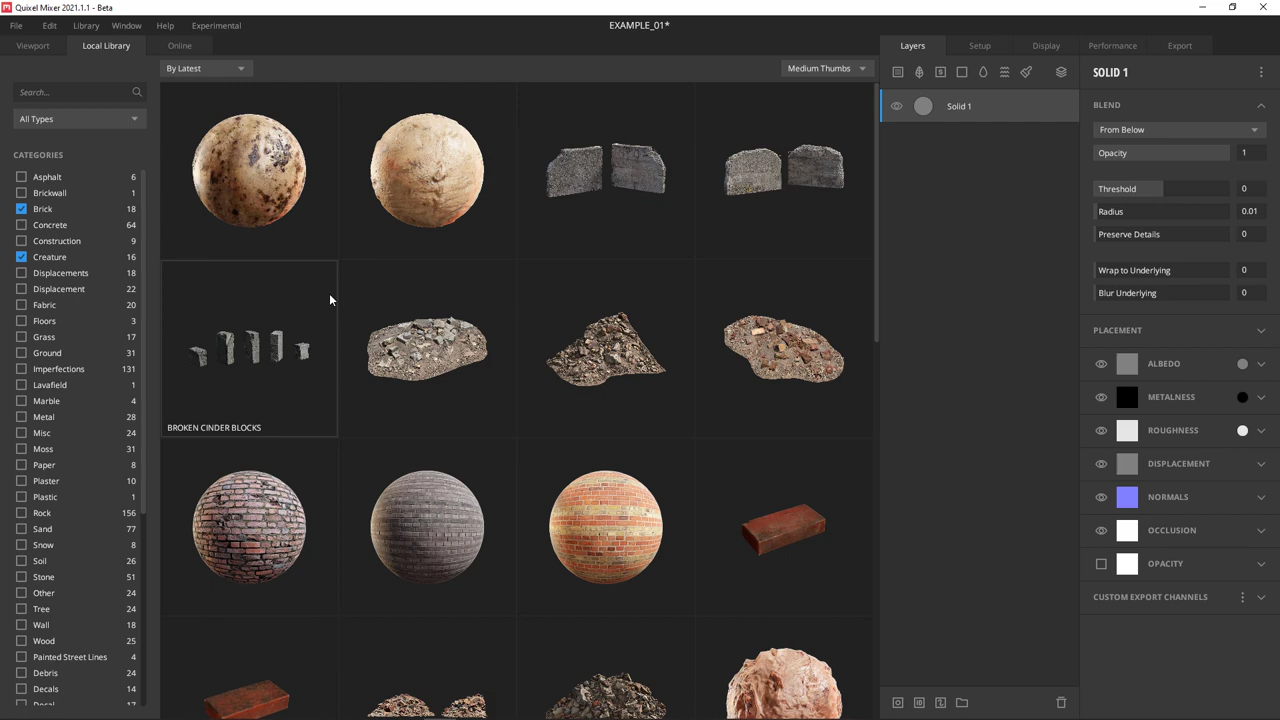 Quixel Mixer 2021.1.1 - Beta
File Edit Library Window Help Experimental
EXAMPLE_01*
Viewport Local Library Online
Layers Setup Display Performance Export
By Latest
Medium Thumbs
Search...
All Types
CATEGORIES
Asphalt 6
Brickwall 1
Brick 18
Concrete 64
Construction 9
Creature 16
Displacements 18
Displacement 22
Fabric 20
Floors 3
Grass 17
Ground 31
Imperfections 131
Lavafield 1
Marble 4
Metal 28
Misc 24
Moss 31
Paper 8
Plaster 10
Plastic 1
Rock 156
Sand 77
Snow 8
Soil 26
Stone 51
Other 24
Tree 24
Wall 18
Wood 25
Painted Street Lines 4
Debris 24
Decals 14
Decal 17
BROKEN CINDER BLOCKS
Solid 1
SOLID 1
BLEND
From Below
Opacity 1
Threshold 0
Radius 0.01
Preserve Details 0
Wrap to Underlying 0
Blur Underlying 0
PLACEMENT
ALBEDO
METALNESS
ROUGHNESS
DISPLACEMENT
NORMALS
OCCLUSION
OPACITY
CUSTOM EXPORT CHANNELS